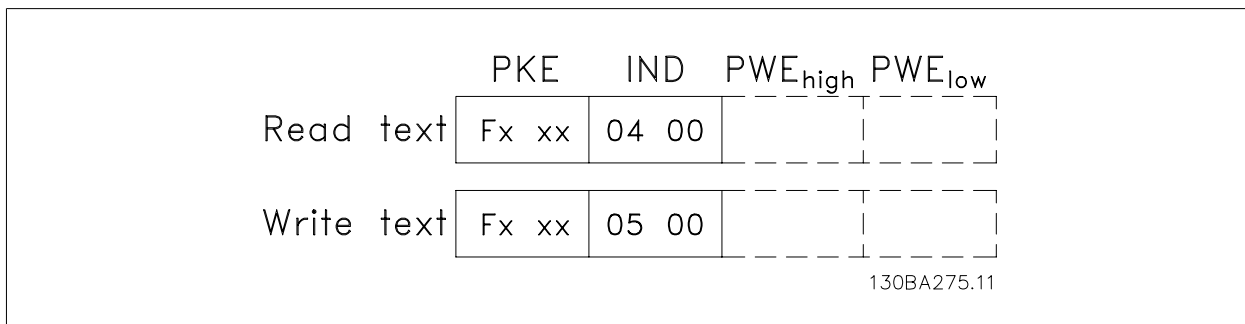 PKE IND PWEhigh PWElow
Read text Fx xx 04 00
Write text Fx xx 05 00
130BA275.11